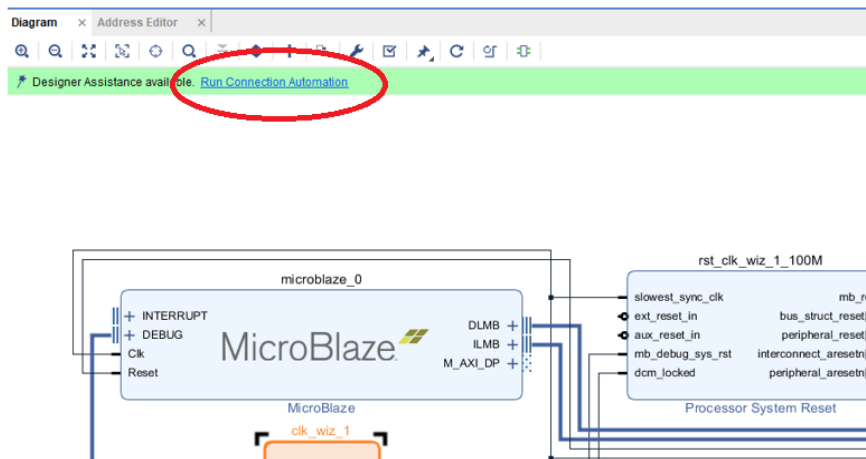 Diagram × Address Editor ×
Designer Assistance available. Run Connection Automation
rst_clk_wiz_1_100M
microblaze_0
slowest_sync_clk mb_r
INTERRUPT
ext_reset_in bus_struct_reset[
DEBUG
DLMB
aux_reset_in peripheral_reset[
Clk
MicroBlaze
ILMB
mb_debug_sys_rst interconnect_aresetn[
Reset
M_AXI_DP
dcm_locked peripheral_aresetn[
MicroBlaze
Processor System Reset
clk_wiz_1